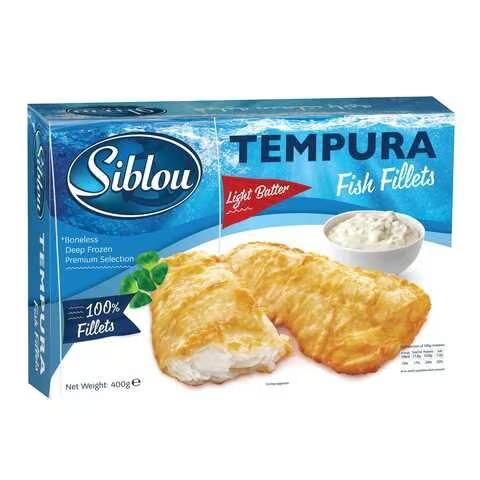 Siblou
TEMPURA
Light Batter
Fish Fillets
*Boneless
Deep Frozen
Premium Selection
100%
Fillets
Net Weight: 400g ℮
TEMPURA
Fish Fillets